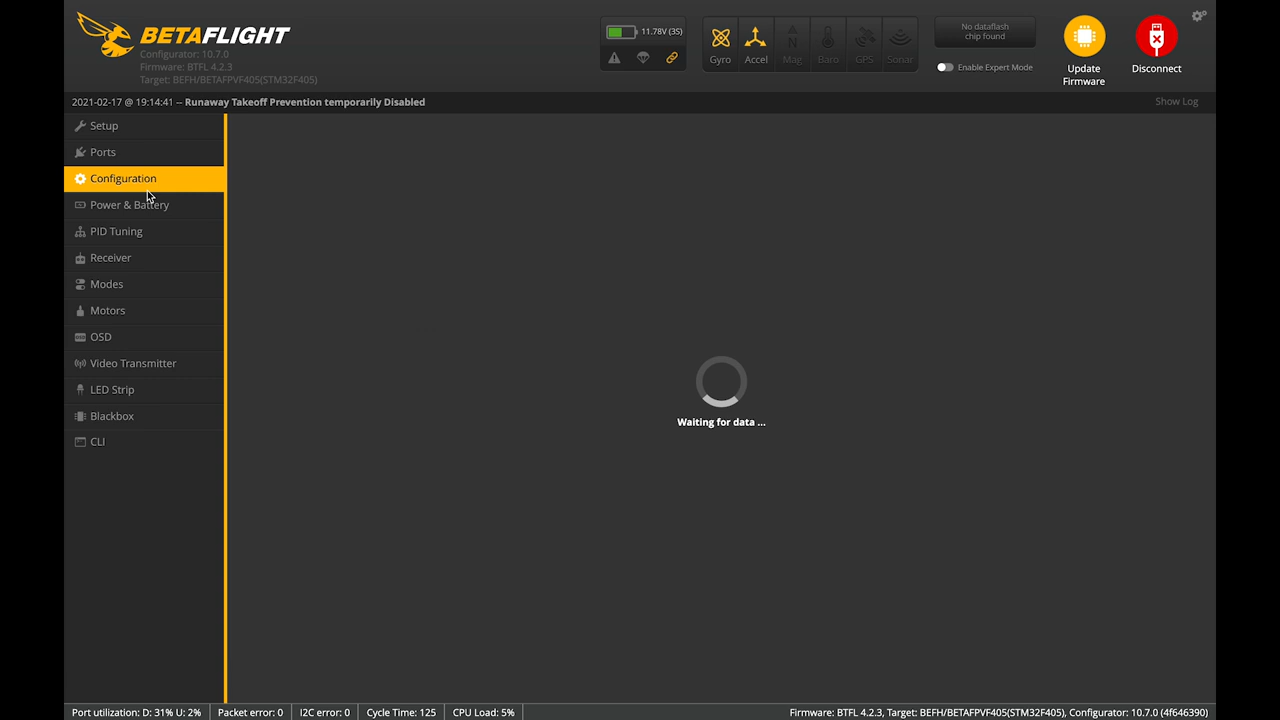 BETAFLIGHT
Configurator: 10.7.0
Firmware: BTFL 4.2.3
Target: BEFH/BETAFPVF405(STM32F405)
11.78V (35)
Gyro
Accel
Mag
Baro
GPS
Sonar
No dataflash
chip found
Enable Expert Mode
Update
Firmware
Disconnect
2021-02-17 @ 19:14:41 -- Runaway Takeoff Prevention temporarily Disabled
Show Log
Setup
Ports
Configuration
Power & Battery
PID Tuning
Receiver
Modes
Motors
OSD
Video Transmitter
LED Strip
Blackbox
CLI
Waiting for data ...
Port utilization: D: 31% U: 2%
Packet error: 0
I2C error: 0
Cycle Time: 125
CPU Load: 5%
Firmware: BTFL 4.2.3, Target: BEFH/BETAFPVF405(STM32F405), Configurator: 10.7.0 (4f646390)